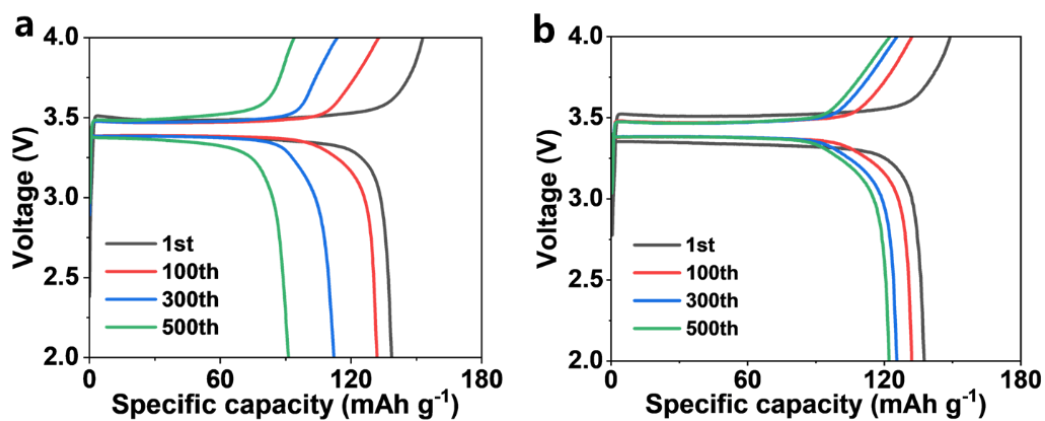 a
4.0
3.5
3.0
2.5
2.0
Voltage (V)
1st
100th
300th
500th
0 60 120 180
Specific capacity (mAh g⁻¹)
b
4.0
3.5
3.0
2.5
2.0
Voltage (V)
1st
100th
300th
500th
0 60 120 180
Specific capacity (mAh g⁻¹)